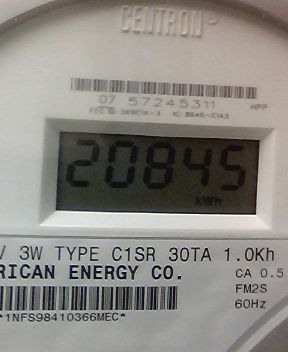 CENTRON®
07 57245311 HPP
20845
kWh
V 3W TYPE C1SR 30TA 1.0Kh
RICAN ENERGY CO. CA 0.5
FM2S
60Hz
*1NFS98410366MEC*